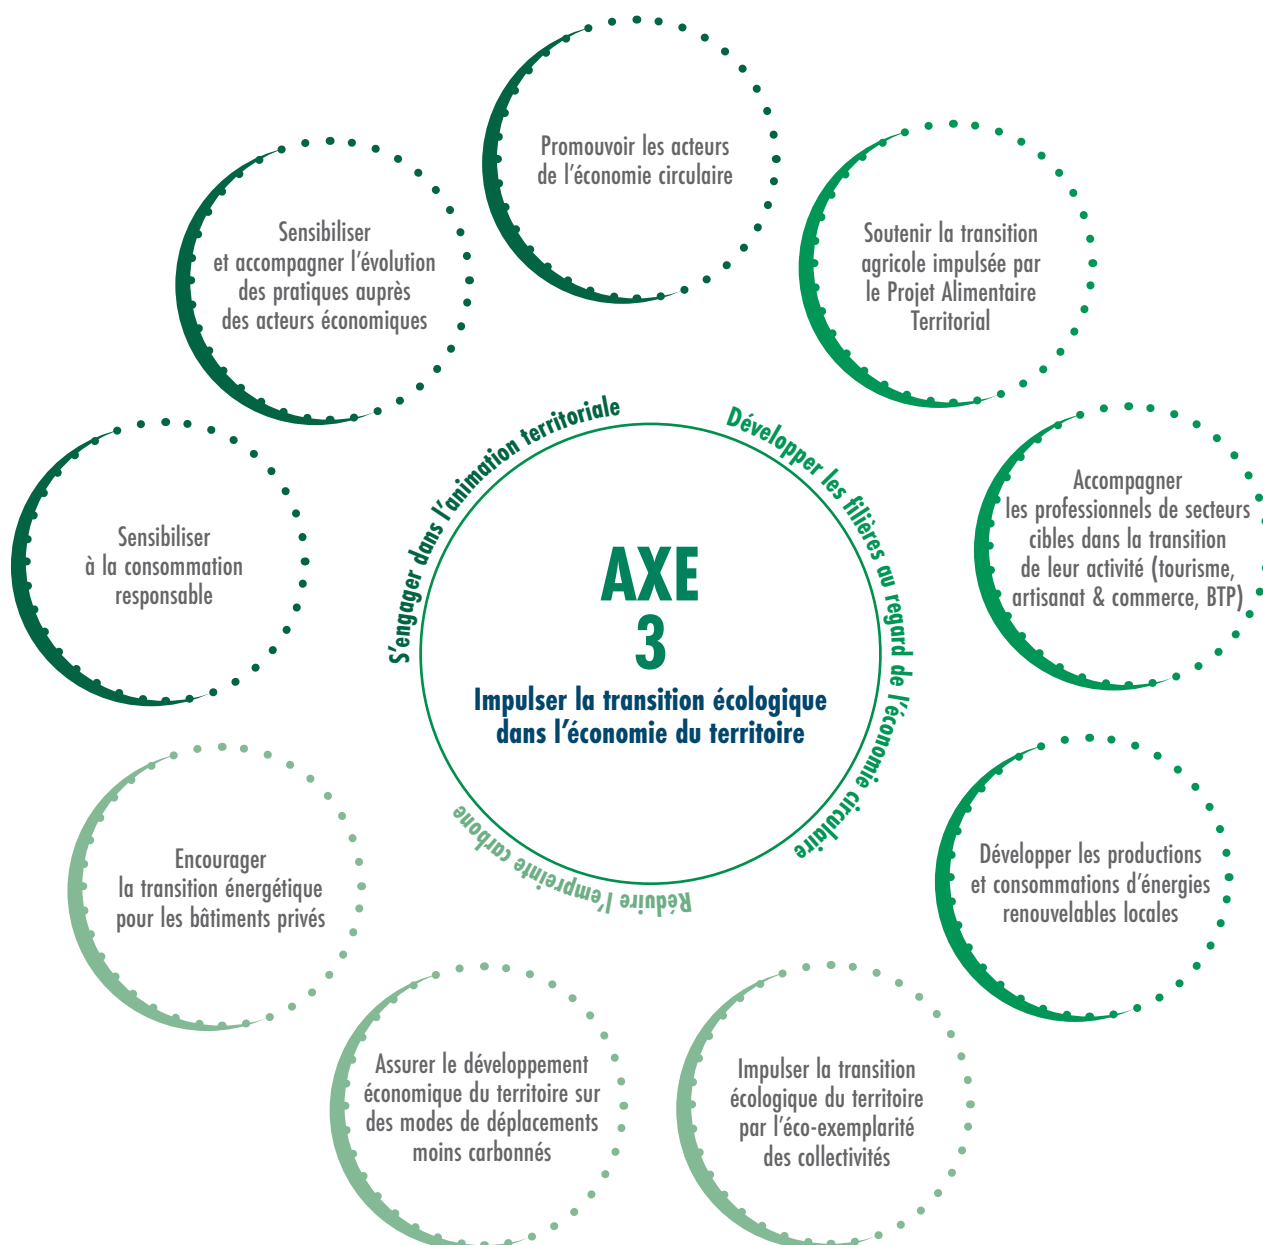 Promouvoir les acteurs
de l'économie circulaire
Sensibiliser
et accompagner l'évolution
des pratiques auprès
des acteurs économiques
Soutenir la transition
agricole impulsée par
le Projet Alimentaire
Territorial
Sensibiliser
à la consommation
responsable
Accompagner
les professionnels de secteurs
cibles dans la transition
de leur activité (tourisme,
artisanat & commerce, BTP)
S'engager dans l'animation territoriale
Développer les filières au regard de l'économie circulaire
Réduire l'empreinte carbone
AXE
3
Impulser la transition écologique
dans l'économie du territoire
Encourager
la transition énergétique
pour les bâtiments privés
Développer les productions
et consommations d'énergies
renouvelables locales
Assurer le développement
économique du territoire sur
des modes de déplacements
moins carbonnés
Impulser la transition
écologique du territoire
par l'éco-exemplarité
des collectivités